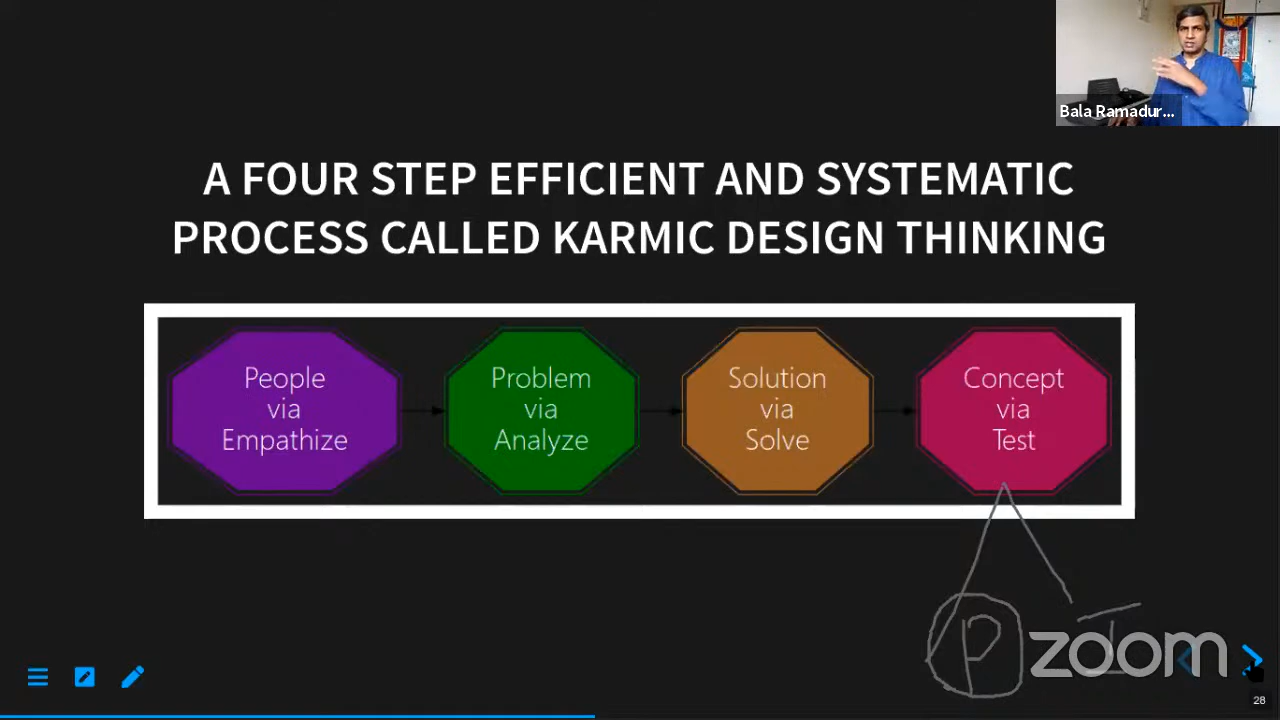 Bala Ramadur...
A FOUR STEP EFFICIENT AND SYSTEMATIC
PROCESS CALLED KARMIC DESIGN THINKING
People
via
Empathize
Problem
via
Analyze
Solution
via
Solve
Concept
via
Test
P
I
zoom
28